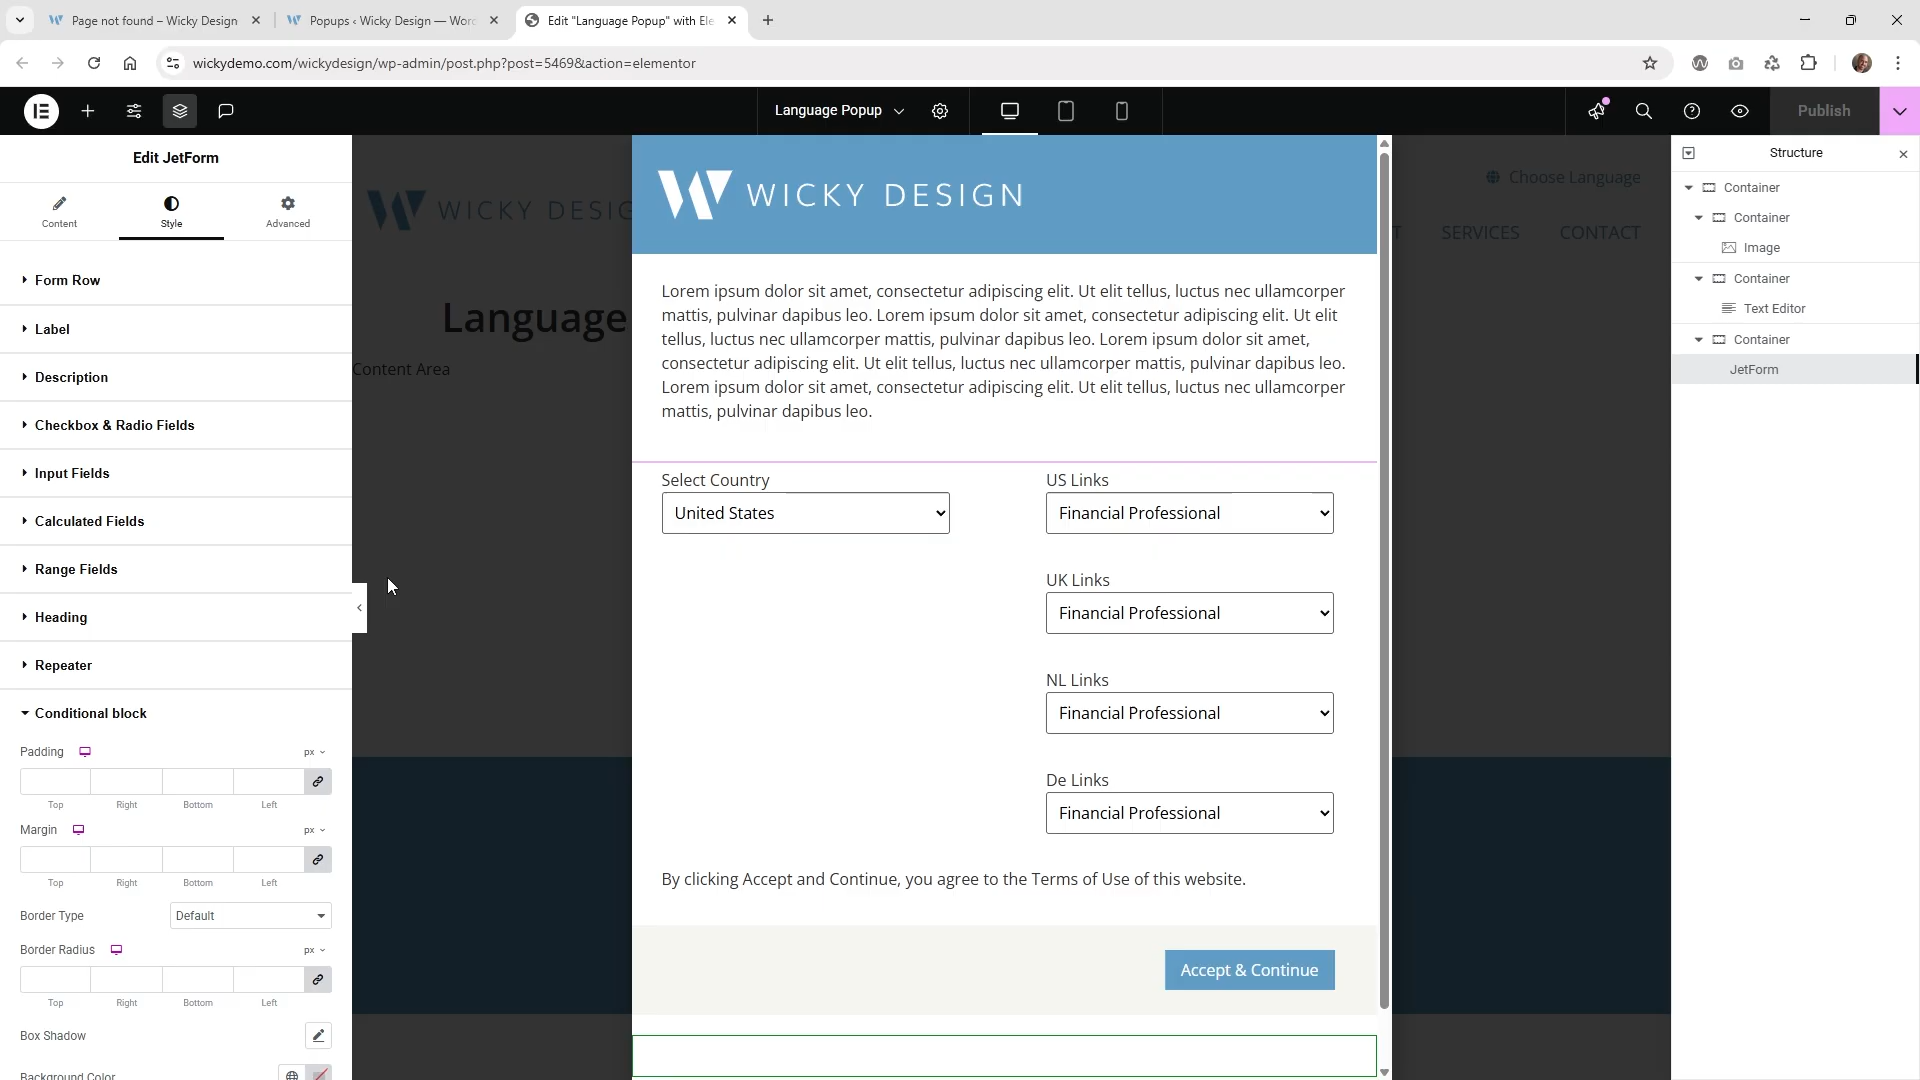 Page not found – Wicky Design
Popups ‹ Wicky Design — Word
Edit "Language Popup" with Ele
wickydemo.com/wickydesign/wp-admin/post.php?post=5469&action=elementor
Language Popup
Publish
Edit JetForm
Content
Style
Advanced
Form Row
Label
Description
Checkbox & Radio Fields
Input Fields
Calculated Fields
Range Fields
Heading
Repeater
Conditional block
Padding
px
Top
Right
Bottom
Left
Margin
px
Top
Right
Bottom
Left
Border Type
Default
Border Radius
px
Top
Right
Bottom
Left
Box Shadow
Background Color
WICKY DESIG
Choose Language
T
SERVICES
CONTACT
Language
Content Area
WICKY DESIGN
Lorem ipsum dolor sit amet, consectetur adipiscing elit. Ut elit tellus, luctus nec ullamcorper
mattis, pulvinar dapibus leo. Lorem ipsum dolor sit amet, consectetur adipiscing elit. Ut elit
tellus, luctus nec ullamcorper mattis, pulvinar dapibus leo. Lorem ipsum dolor sit amet,
consectetur adipiscing elit. Ut elit tellus, luctus nec ullamcorper mattis, pulvinar dapibus leo.
Lorem ipsum dolor sit amet, consectetur adipiscing elit. Ut elit tellus, luctus nec ullamcorper
mattis, pulvinar dapibus leo.
Select Country
United States
US Links
Financial Professional
UK Links
Financial Professional
NL Links
Financial Professional
De Links
Financial Professional
By clicking Accept and Continue, you agree to the Terms of Use of this website.
Accept & Continue
Structure
Container
Container
Image
Container
Text Editor
Container
JetForm